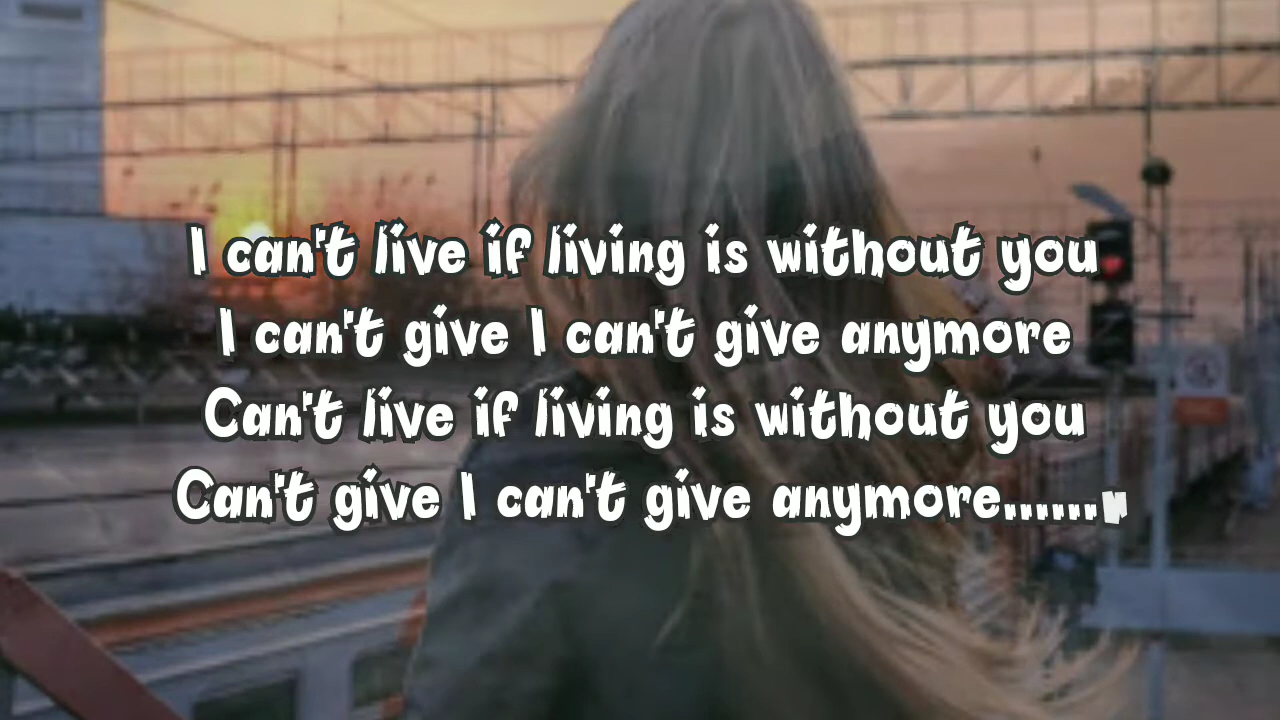 I can't live if living is without you
I can't give I can't give anymore
Can't live if living is without you
Can't give I can't give anymore......